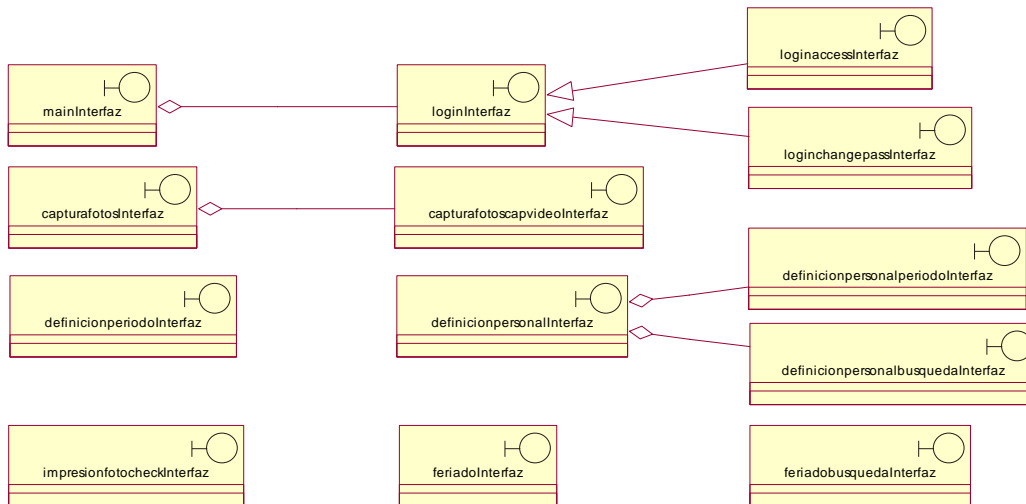 loginaccessInterfaz
mainInterfaz
loginInterfaz
loginchangepassInterfaz
capturafotosInterfaz
capturafotoscapvideoInterfaz
definicionpersonalperiodoInterfaz
definicionperiodoInterfaz
definicionpersonalInterfaz
definicionpersonalbusquedaInterfaz
impresionfotocheckInterfaz
feriadoInterfaz
feriadobusquedaInterfaz